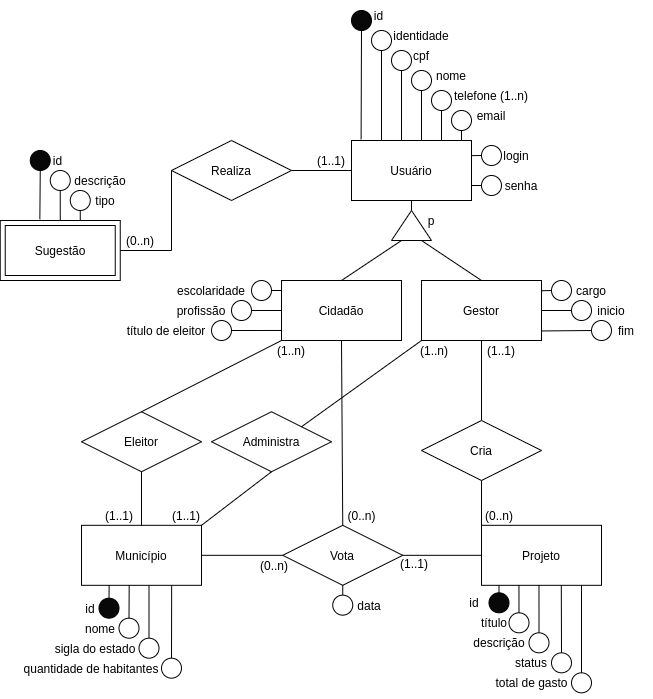 id
identidade
cpf
nome
telefone (1..n)
email
login
senha
Usuário
(1..1)
Realiza
id
descrição
tipo
Sugestão
(0..n)
p
escolaridade
profissão
título de eleitor
Cidadão
Gestor
cargo
inicio
fim
(1..n)
(1..n)
(1..1)
Eleitor
Administra
Cria
(1..1)
(1..1)
(0..n)
(0..n)
Município
(0..n)
Vota
(1..1)
Projeto
id
nome
sigla do estado
quantidade de habitantes
data
id
título
descrição
status
total de gasto